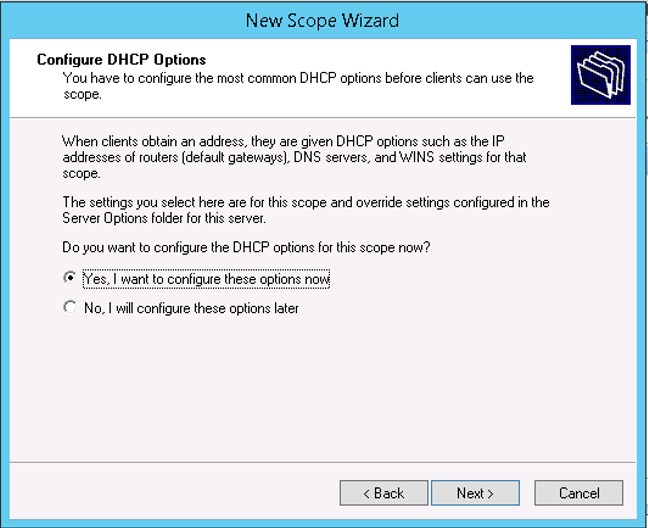 New Scope Wizard
Configure DHCP Options
You have to configure the most common DHCP options before clients can use the
scope.
When clients obtain an address, they are given DHCP options such as the IP
addresses of routers (default gateways), DNS servers, and WINS settings for that
scope.
The settings you select here are for this scope and override settings configured in the
Server Options folder for this server.
Do you want to configure the DHCP options for this scope now?
Yes, I want to configure these options now
No, I will configure these options later
< Back
Next >
Cancel